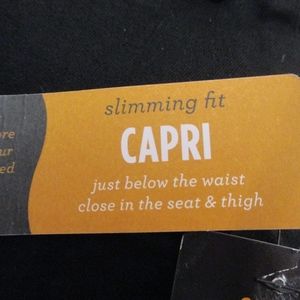 slimming fit
CAPRI
just below the waist
close in the seat & thigh